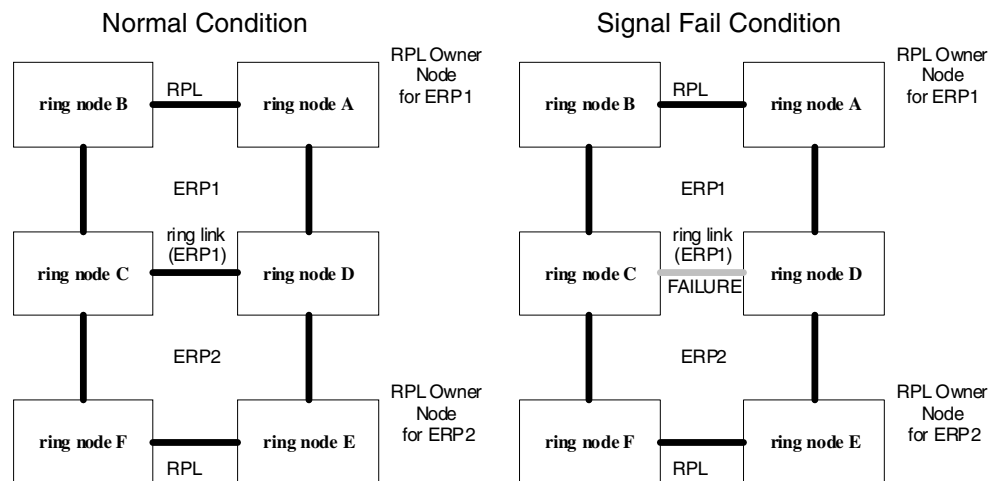 Normal Condition
RPL Owner
Node
for ERP1
ring node B
RPL
ring node A
ERP1
ring link
(ERP1)
ring node C
ring node D
ERP2
RPL Owner
Node
for ERP2
ring node F
RPL
ring node E
Signal Fail Condition
RPL Owner
Node
for ERP1
ring node B
RPL
ring node A
ERP1
ring link
(ERP1)
ring node C
FAILURE
ring node D
ERP2
RPL Owner
Node
for ERP2
ring node F
RPL
ring node E